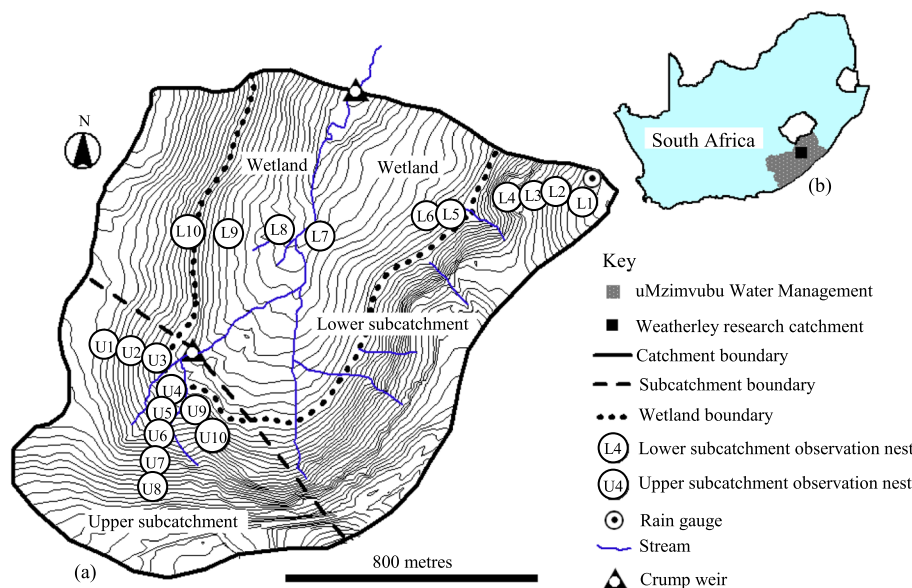 N
Wetland
Wetland
South Africa
(b)
L4
L3
L2
L1
L6
L5
L10
L9
L8
L7
Lower subcatchment
U1
U2
U3
U4
U5
U9
U6
U10
U7
U8
Upper subcatchment
(a)
800 metres
Key
uMzimvubu Water Management
Weatherley research catchment
Catchment boundary
Subcatchment boundary
Wetland boundary
L4 Lower subcatchment observation nest
U4 Upper subcatchment observation nest
Rain gauge
Stream
Crump weir